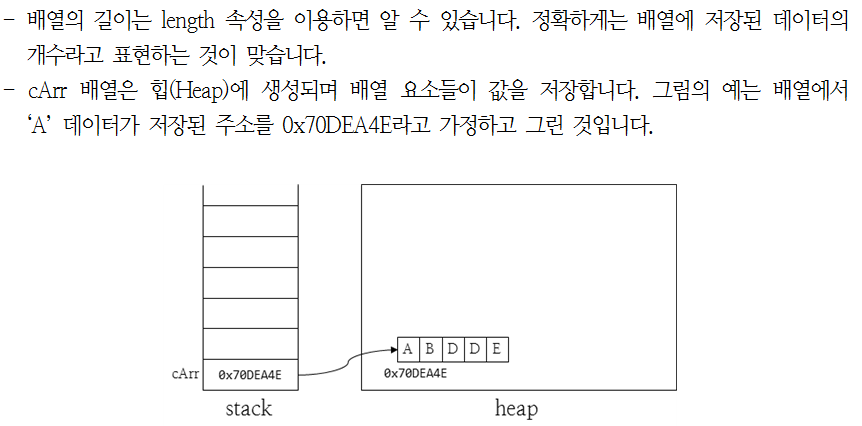 - 배열의 길이는 length 속성을 이용하면 알 수 있습니다. 정확하게는 배열에 저장된 데이터의
개수라고 표현하는 것이 맞습니다.
- cArr 배열은 힙(Heap)에 생성되며 배열 요소들이 값을 저장합니다. 그림의 예는 배열에서
‘A’ 데이터가 저장된 주소를 0x70DEA4E라고 가정하고 그린 것입니다.
A B D D E
cArr 0x70DEA4E 0x70DEA4E
stack heap